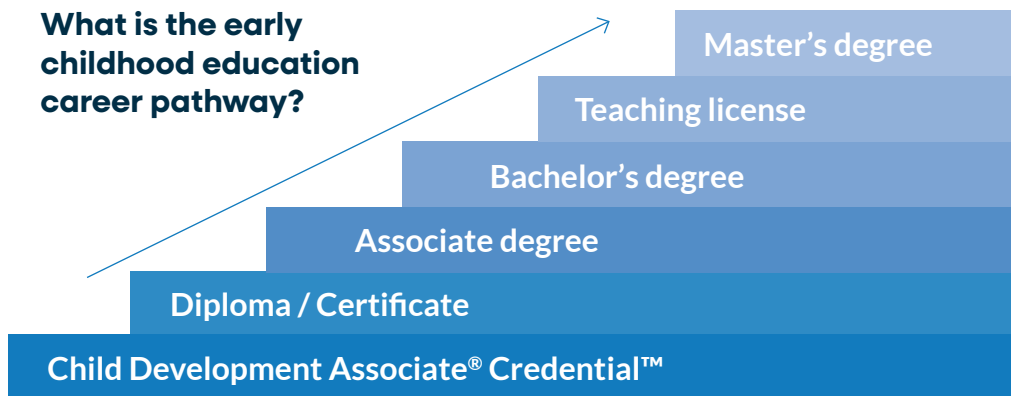 What is the early
childhood education
career pathway?
Master’s degree
Teaching license
Bachelor’s degree
Associate degree
Diploma / Certificate
Child Development Associate® Credential™